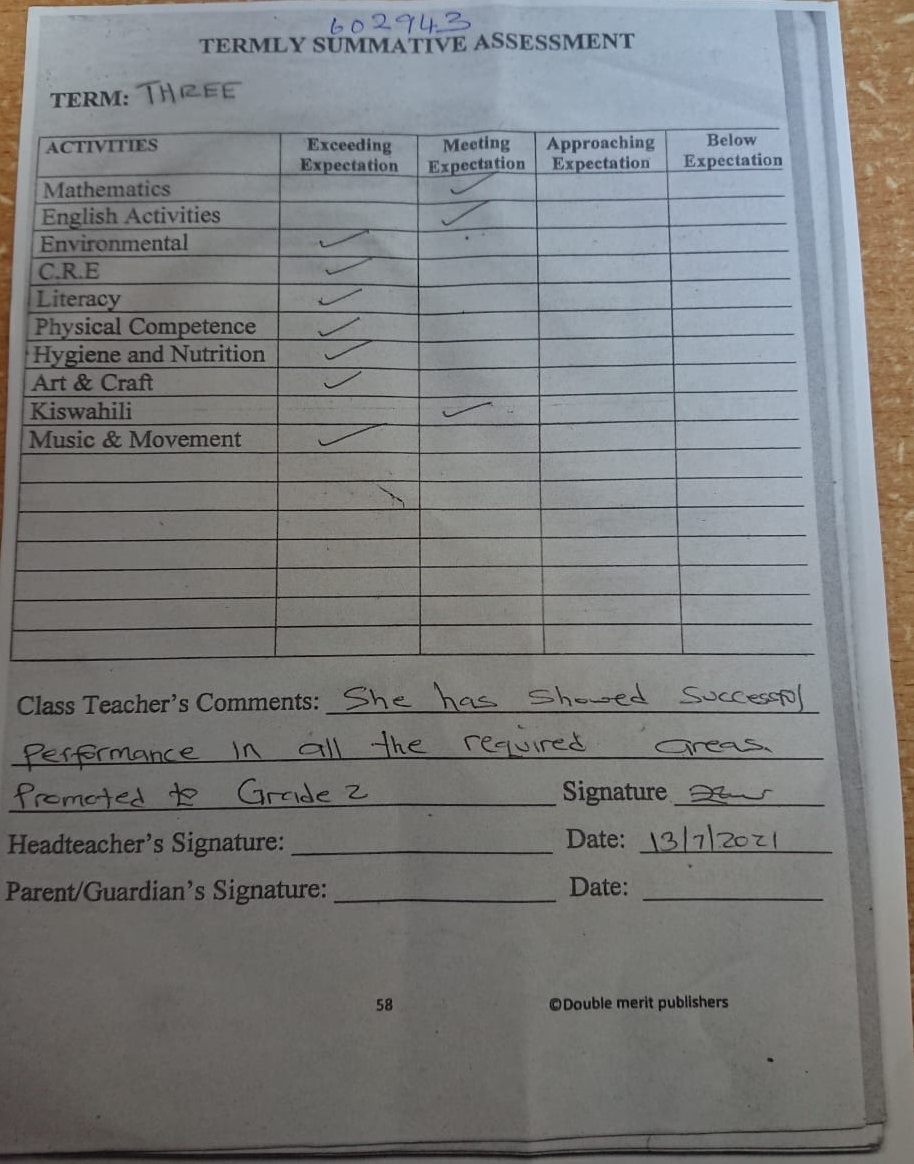 602943
TERMLY SUMMATIVE ASSESSMENT
TERM: THREE
ACTIVITIES Exceeding Expectation Meeting Expectation Approaching Expectation Below Expectation
Mathematics ✓
English Activities ✓
Environmental ✓
C.R.E ✓
Literacy ✓
Physical Competence ✓
Hygiene and Nutrition ✓
Art & Craft ✓
Kiswahili ✓
Music & Movement ✓
Class Teacher's Comments: She has Showed Successful
Performance In all the required areas.
Promoted to Grade 2 Signature
Headteacher's Signature: Date: 13/7/2021
Parent/Guardian's Signature: Date:
58 ©Double merit publishers